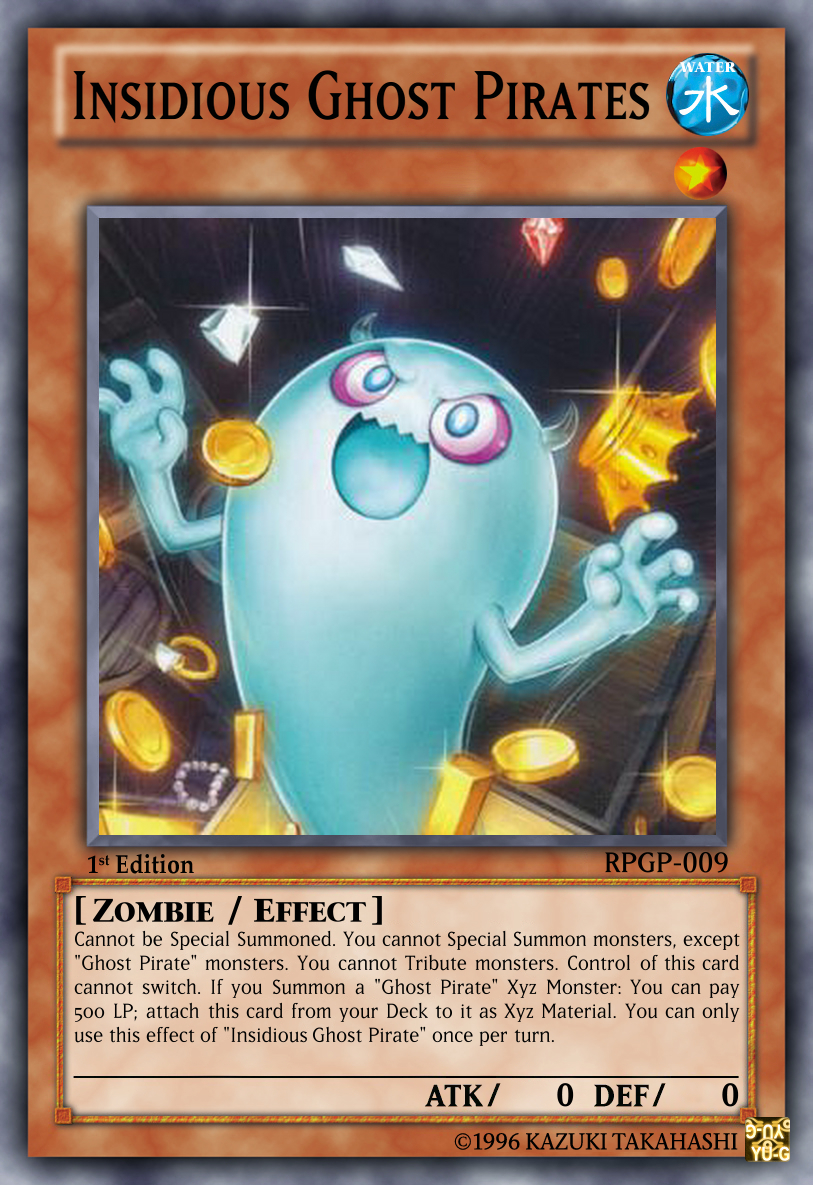 Insidious Ghost Pirates
WATER
水
1st Edition
RPGP-009
[ Zombie / Effect ]
Cannot be Special Summoned. You cannot Special Summon monsters, except
"Ghost Pirate" monsters. You cannot Tribute monsters. Control of this card
cannot switch. If you Summon a "Ghost Pirate" Xyz Monster: You can pay
500 LP; attach this card from your Deck to it as Xyz Material. You can only
use this effect of "Insidious Ghost Pirate" once per turn.
ATK/ 0 DEF/ 0
©1996 KAZUKI TAKAHASHI